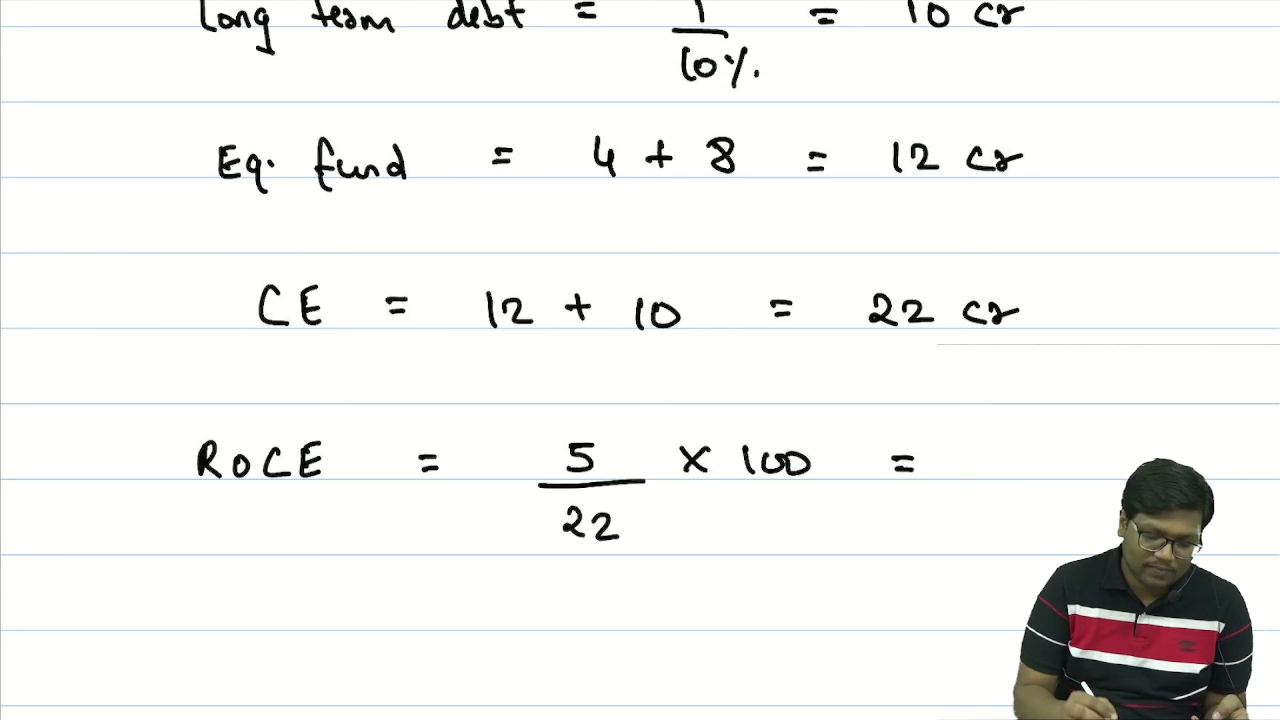 Long term debt = 1/10% = 10 cr
Eq. fund = 4 + 8 = 12 cr
CE = 12 + 10 = 22 cr
ROCE = 5/22 × 100 =